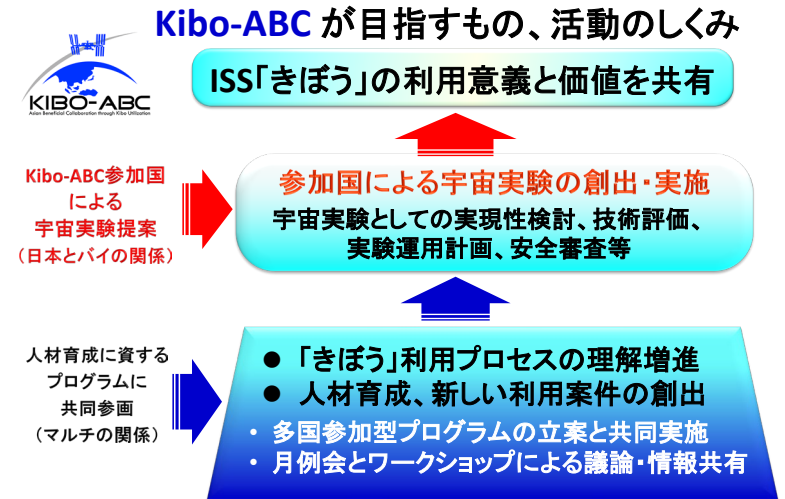 Kibo-ABC が目指すもの、活動のしくみ
KIBO-ABC
Asian Beneficial Collaboration through Kibo Utilization
ISS「きぼう」の利用意義と価値を共有
Kibo-ABC参加国
による
宇宙実験提案
（日本とバイの関係）
参加国による宇宙実験の創出・実施
宇宙実験としての実現性検討、技術評価、
実験運用計画、安全審査等
人材育成に資する
プログラムに
共同参画
（マルチの関係）
● 「きぼう」利用プロセスの理解増進
● 人材育成、新しい利用案件の創出
・ 多国参加型プログラムの立案と共同実施
・ 月例会とワークショップによる議論・情報共有